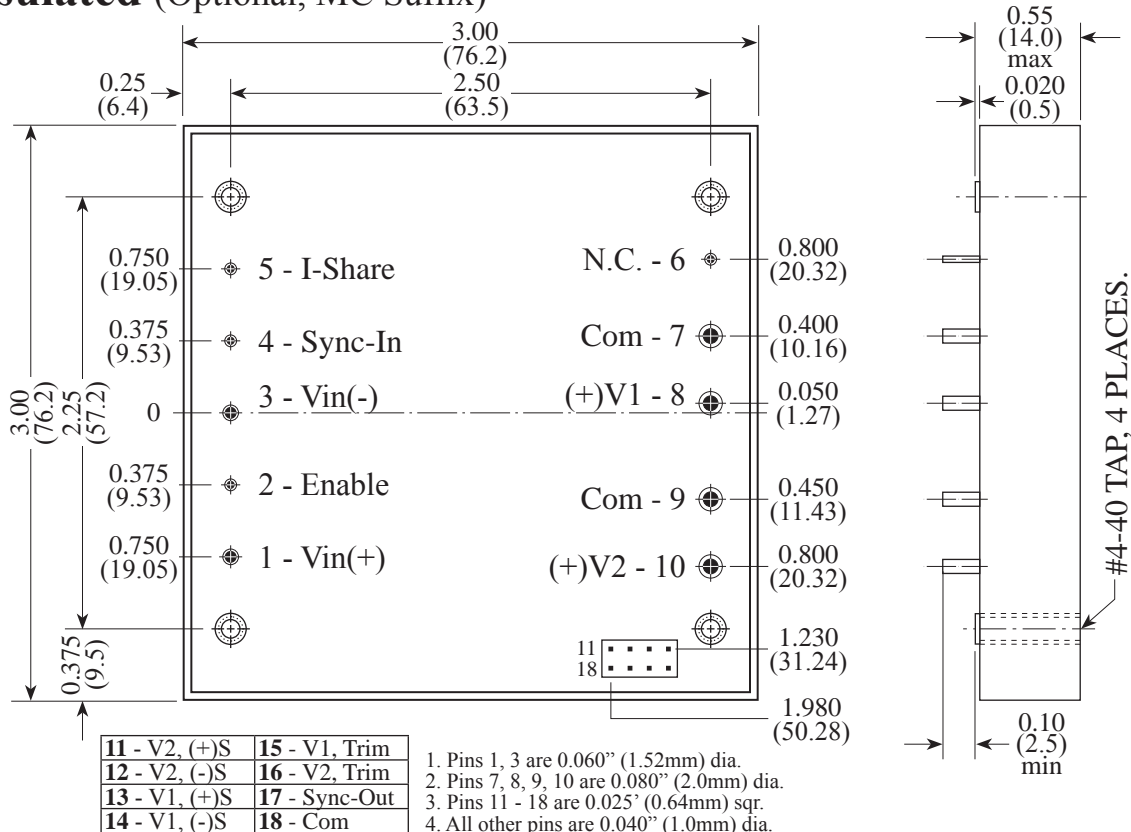 (Optional, MC Suffix)
3.00
(76.2)
0.25
(6.4)
2.50
(63.5)
0.55
(14.0)
max
0.020
(0.5)
3.00
(76.2)
2.25
(57.2)
0.375
(9.5)
0.750
(19.05)
0.375
(9.53)
0
0.375
(9.53)
0.750
(19.05)
5 - I-Share
4 - Sync-In
3 - Vin(-)
2 - Enable
1 - Vin(+)
N.C. - 6
Com - 7
(+)V1 - 8
Com - 9
(+)V2 - 10
0.800
(20.32)
0.400
(10.16)
0.050
(1.27)
0.450
(11.43)
0.800
(20.32)
1.230
(31.24)
1.980
(50.28)
11
18
#4-40 TAP, 4 PLACES.
0.10
(2.5)
min
11 - V2, (+)S 15 - V1, Trim
12 - V2, (-)S 16 - V2, Trim
13 - V1, (+)S 17 - Sync-Out
14 - V1, (-)S 18 - Com
1. Pins 1, 3 are 0.060” (1.52mm) dia.
2. Pins 7, 8, 9, 10 are 0.080” (2.0mm) dia.
3. Pins 11 - 18 are 0.025’ (0.64mm) sqr.
4. All other pins are 0.040” (1.0mm) dia.